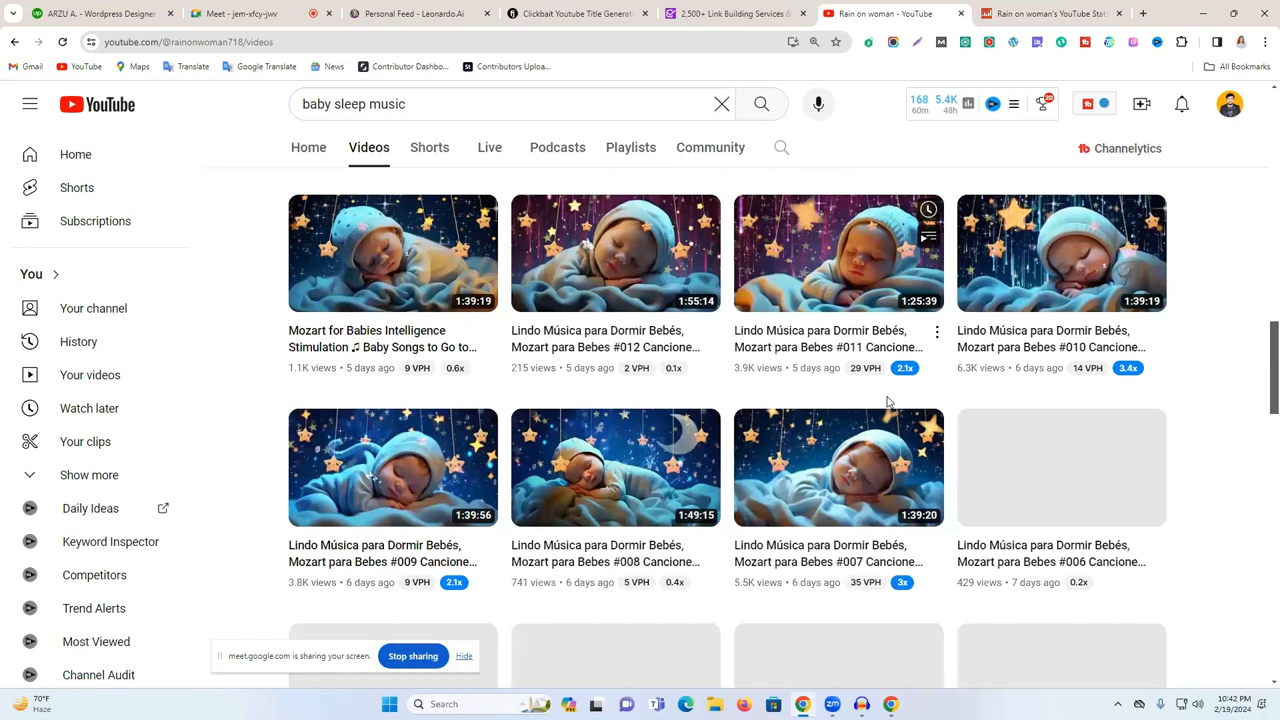 ARZU A. - Wordpress Link
Meet - jem-xfcy-jwv
Personal Feed - Leonardo.Ai
Clickbait YouTube Title Generat
2,500+ Link Building Services &
Rain on woman - YouTube
Rain on woman's YouTube Stat
youtube.com/@rainonwoman718/videos
Gmail
YouTube
Maps
Translate
Google Translate
News
Contributor Dashbo...
Contributors Uploa...
All Bookmarks
YouTube
baby sleep music
168 5.4K
60m 48h
20
Home
Videos
Shorts
Live
Podcasts
Playlists
Community
Channelytics
Home
Shorts
Subscriptions
You
Your channel
History
Your videos
Watch later
Your clips
Show more
Daily Ideas
Keyword Inspector
Competitors
Trend Alerts
Most Viewed
Channel Audit
1:39:19
Mozart for Babies Intelligence
Stimulation ♫ Baby Songs to Go to...
1.1K views • 5 days ago 9 VPH 0.6x
1:55:14
Lindo Música para Dormir Bebés,
Mozart para Bebes #012 Cancione...
215 views • 5 days ago 2 VPH 0.1x
1:25:39
Lindo Música para Dormir Bebés,
Mozart para Bebes #011 Cancione...
3.9K views • 5 days ago 29 VPH 2.1x
1:39:19
Lindo Música para Dormir Bebés,
Mozart para Bebes #010 Cancione...
6.3K views • 6 days ago 14 VPH 3.4x
1:39:56
Lindo Música para Dormir Bebés,
Mozart para Bebes #009 Cancione...
3.8K views • 6 days ago 9 VPH 2.1x
1:49:15
Lindo Música para Dormir Bebés,
Mozart para Bebes #008 Cancione...
741 views • 6 days ago 5 VPH 0.4x
1:39:20
Lindo Música para Dormir Bebés,
Mozart para Bebes #007 Cancione...
5.5K views • 6 days ago 35 VPH 3x
Lindo Música para Dormir Bebés,
Mozart para Bebes #006 Cancione...
429 views • 7 days ago 0.2x
meet.google.com is sharing your screen.
Stop sharing
Hide
70°F
Haze
Search
10:42 PM
2/19/2024